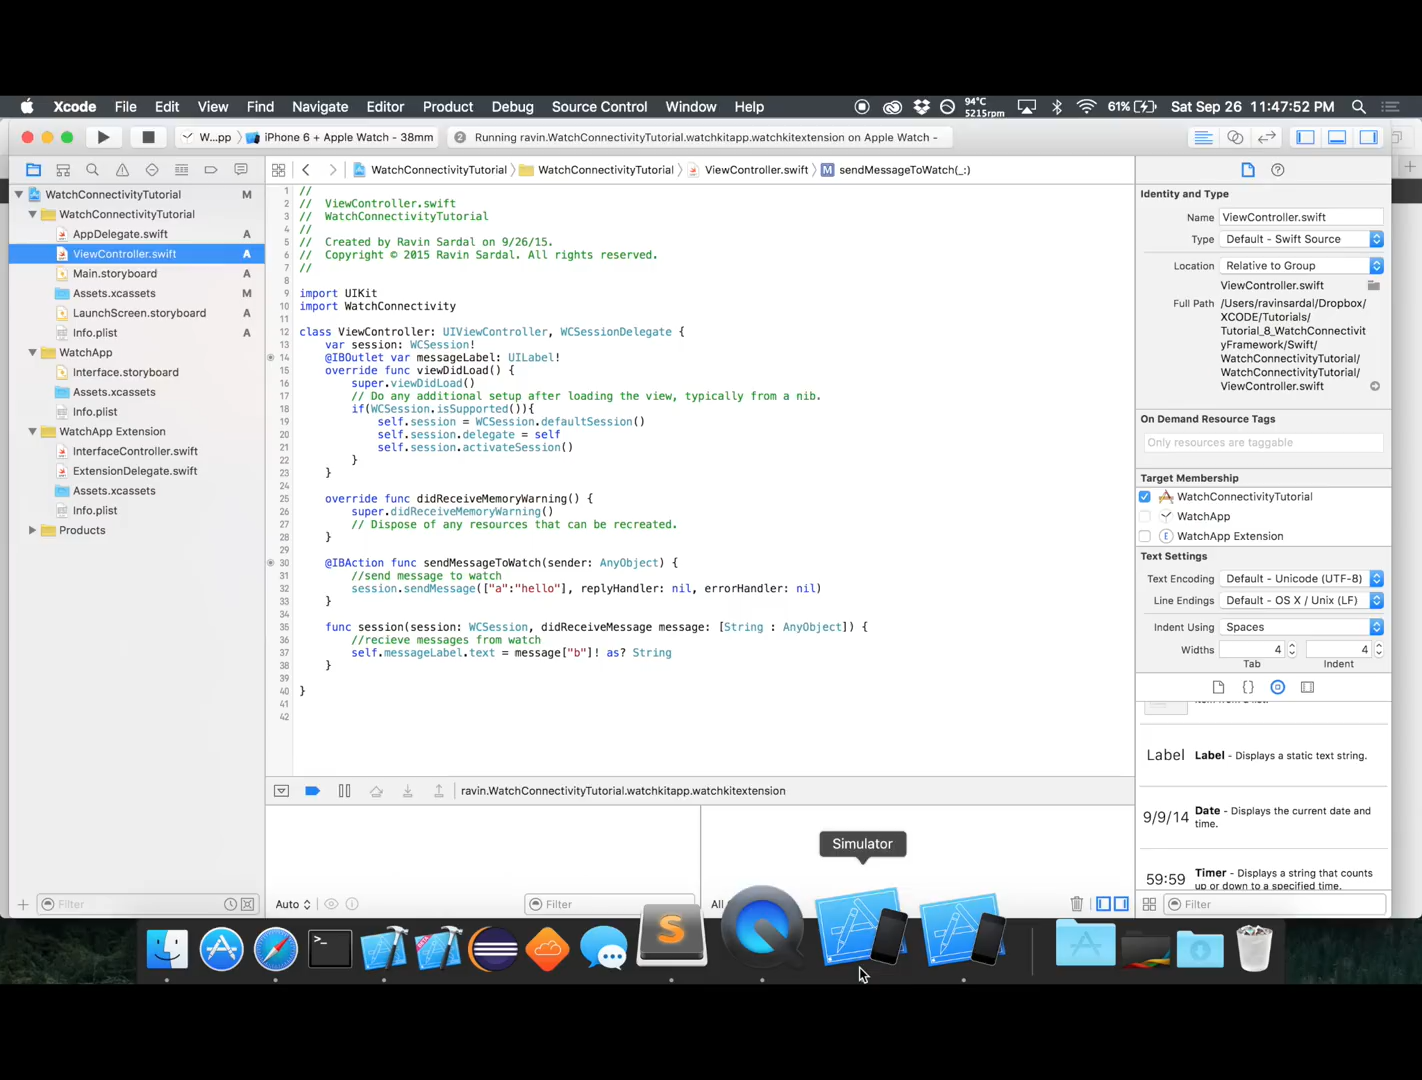 Xcode File Edit View Find Navigate Editor Product Debug Source Control Window Help
94°C
5215rpm
61% Sat Sep 26 11:47:52 PM
W...pp iPhone 6 + Apple Watch - 38mm
2 Running ravin.WatchConnectivityTutorial.watchkitapp.watchkitextension on Apple Watch -
WatchConnectivityTutorial WatchConnectivityTutorial ViewController.swift M sendMessageToWatch(_:)
WatchConnectivityTutorial M
WatchConnectivityTutorial
AppDelegate.swift A
ViewController.swift A
Main.storyboard A
Assets.xcassets M
LaunchScreen.storyboard A
Info.plist A
WatchApp
Interface.storyboard
Assets.xcassets
Info.plist
WatchApp Extension
InterfaceController.swift
ExtensionDelegate.swift
Assets.xcassets
Info.plist
Products
Filter
1 //
2 //  ViewController.swift
3 //  WatchConnectivityTutorial
4 //
5 //  Created by Ravin Sardal on 9/26/15.
6 //  Copyright © 2015 Ravin Sardal. All rights reserved.
7 //
8
9 import UIKit
10 import WatchConnectivity
11
12 class ViewController: UIViewController, WCSessionDelegate {
13     var session: WCSession!
14     @IBOutlet var messageLabel: UILabel!
15     override func viewDidLoad() {
16         super.viewDidLoad()
17         // Do any additional setup after loading the view, typically from a nib.
18         if(WCSession.isSupported()){
19             self.session = WCSession.defaultSession()
20             self.session.delegate = self
21             self.session.activateSession()
22         }
23     }
24
25     override func didReceiveMemoryWarning() {
26         super.didReceiveMemoryWarning()
27         // Dispose of any resources that can be recreated.
28     }
29
30     @IBAction func sendMessageToWatch(sender: AnyObject) {
31         //send message to watch
32         session.sendMessage(["a":"hello"], replyHandler: nil, errorHandler: nil)
33     }
34
35     func session(session: WCSession, didReceiveMessage message: [String : AnyObject]) {
36         //recieve messages from watch
37         self.messageLabel.text = message["b"]! as? String
38     }
39
40 }
41
42
ravin.WatchConnectivityTutorial.watchkitapp.watchkitextension
Auto
Filter
All
Simulator
Identity and Type
Name ViewController.swift
Type Default - Swift Source
Location Relative to Group
ViewController.swift
Full Path /Users/ravinsardal/Dropbox/
XCODE/Tutorials/
Tutorial_8_WatchConnectivit
yFramework/Swift/
WatchConnectivityTutorial/
WatchConnectivityTutorial/
ViewController.swift
On Demand Resource Tags
Only resources are taggable
Target Membership
WatchConnectivityTutorial
WatchApp
E WatchApp Extension
Text Settings
Text Encoding Default - Unicode (UTF-8)
Line Endings Default - OS X / Unix (LF)
Indent Using Spaces
Widths 4 4
Tab Indent
{}
Label Label - Displays a static text string.
9/9/14 Date - Displays the current date and
time.
59:59 Timer - Displays a string that counts
up or down to a specified time.
Filter
S